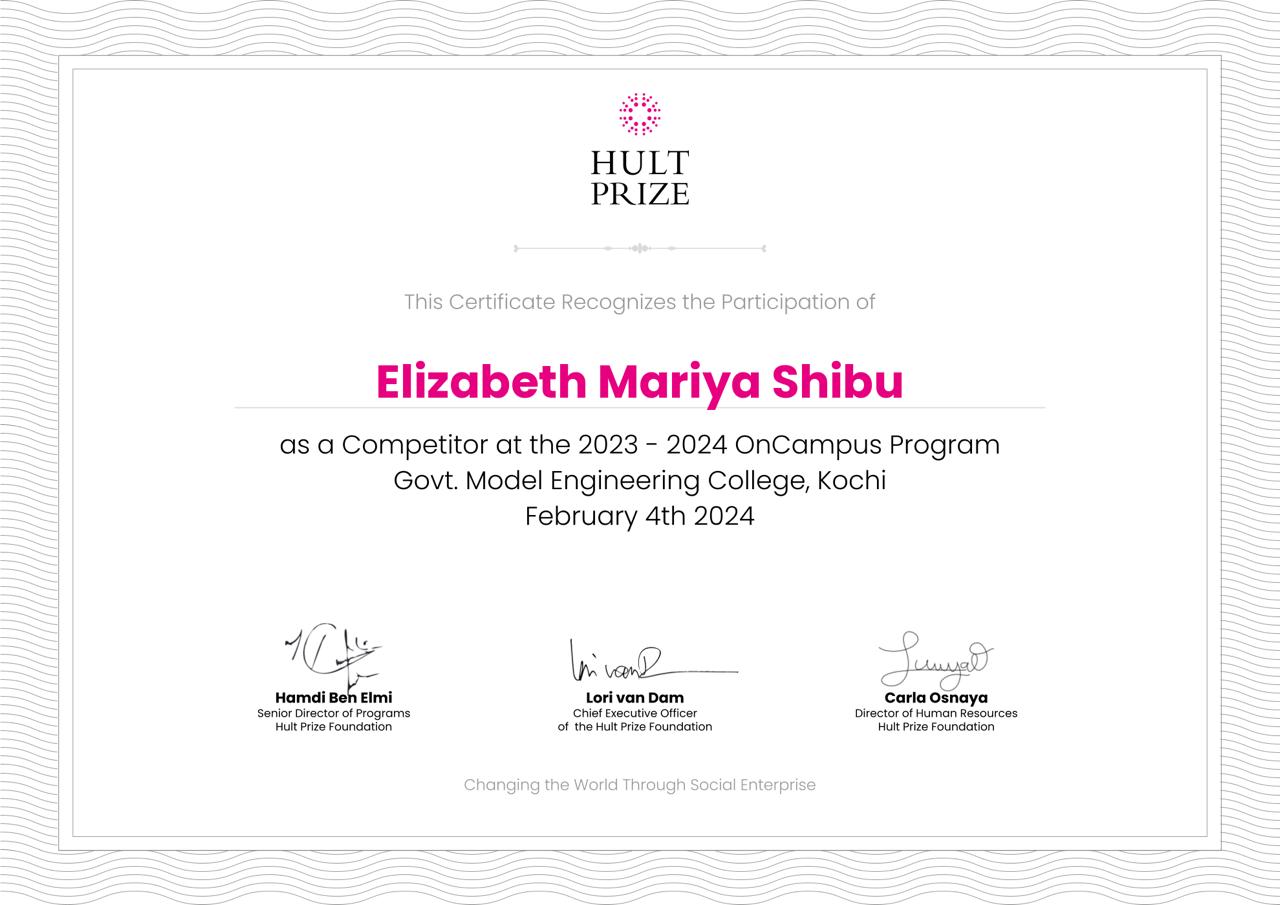 HULT
PRIZE
This Certificate Recognizes the Participation of
Elizabeth Mariya Shibu
as a Competitor at the 2023 - 2024 OnCampus Program
Govt. Model Engineering College, Kochi
February 4th 2024
Hamdi Ben Elmi
Senior Director of Programs
Hult Prize Foundation
Lori van Dam
Chief Executive Officer
of the Hult Prize Foundation
Carla Osnaya
Director of Human Resources
Hult Prize Foundation
Changing the World Through Social Enterprise